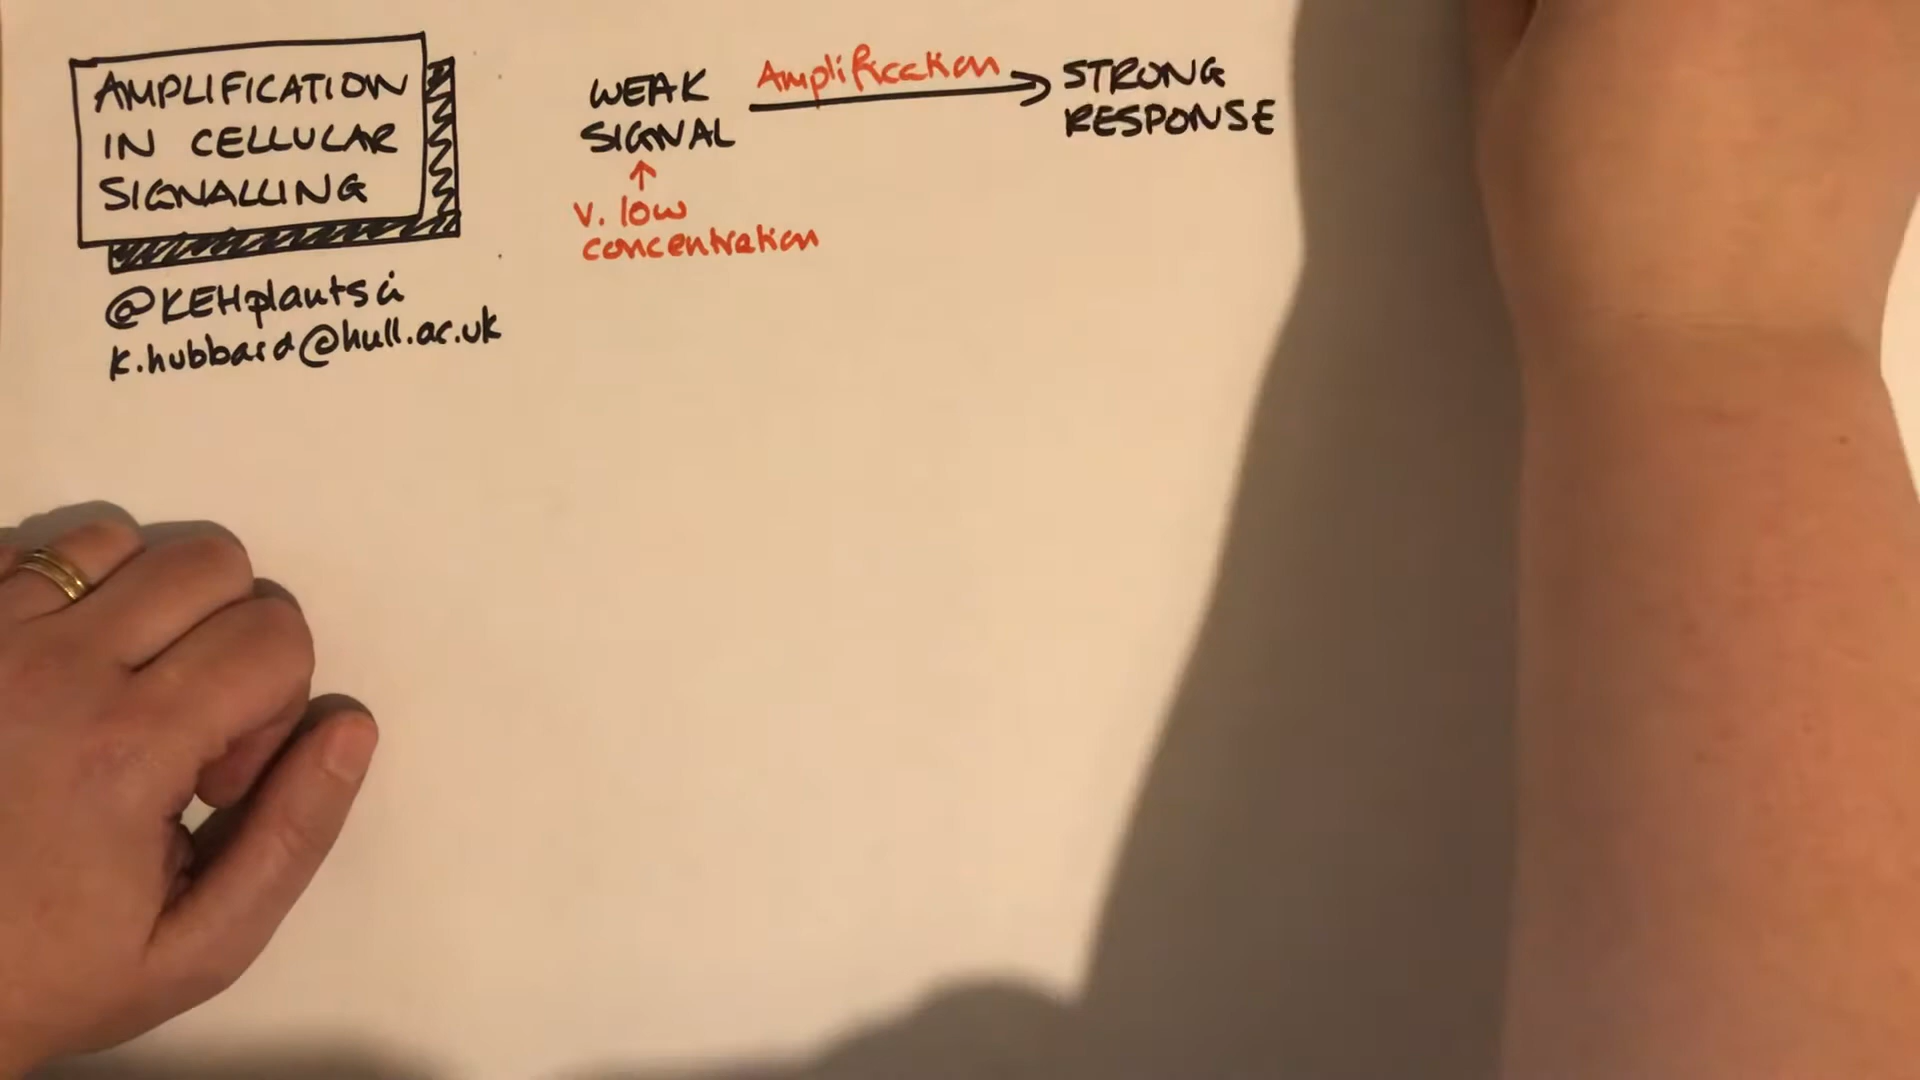 AMPLIFICATION
IN CELLULAR
SIGNALLING
@KEHplantsci
k.hubbard@hull.ac.uk
WEAK
SIGNAL
Amplification
STRONG
RESPONSE
v. low
concentration